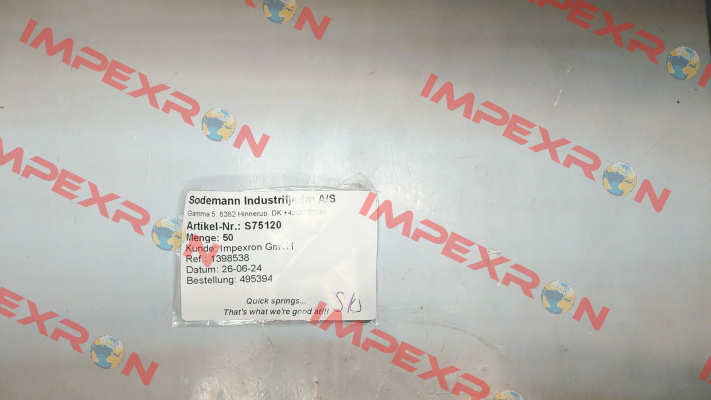 Sodemann Industrifjedre A/S
Gamma 5, 8382 Hinnerup, DK
Artikel-Nr.: S75120
Menge: 50
Kunde: Impexron GmbH
Ref.: 1398538
Datum: 26-06-24
Bestellung: 495394
Quick springs...
That's what we're good at!!!
SKJ
IMPEXRON
IMPEXRON
IMPEXRON
IMPEXRON
IMPEXRON
IMPEXRON
IMPEXRON